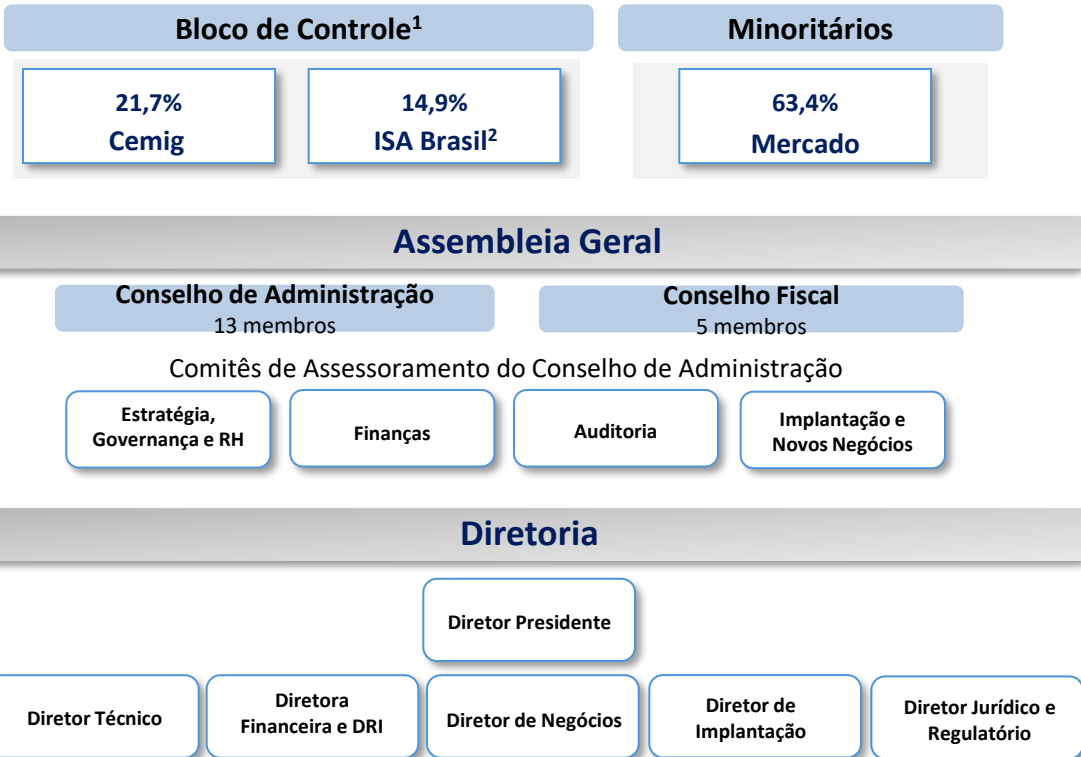 Bloco de Controle¹
Minoritários
21,7%
Cemig
14,9%
ISA Brasil²
63,4%
Mercado
Assembleia Geral
Conselho de Administração
13 membros
Conselho Fiscal
5 membros
Comitês de Assessoramento do Conselho de Administração
Estratégia,
Governança e RH
Finanças
Auditoria
Implantação e
Novos Negócios
Diretoria
Diretor Presidente
Diretor Técnico
Diretora
Financeira e DRI
Diretor de Negócios
Diretor de
Implantação
Diretor Jurídico e
Regulatório